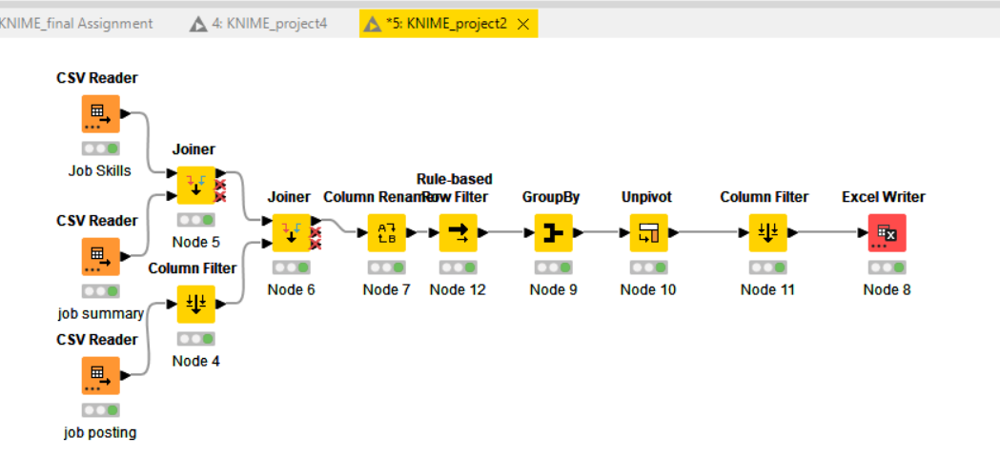 KNIME_final Assignment
4: KNIME_project4
*5: KNIME_project2
CSV Reader
Job Skills
Joiner
Node 5
CSV Reader
job summary
Column Filter
Node 4
CSV Reader
job posting
Joiner
Node 6
Column Renamer
Node 7
Rule-based
Row Filter
Node 12
GroupBy
Node 9
Unpivot
Node 10
Column Filter
Node 11
Excel Writer
Node 8